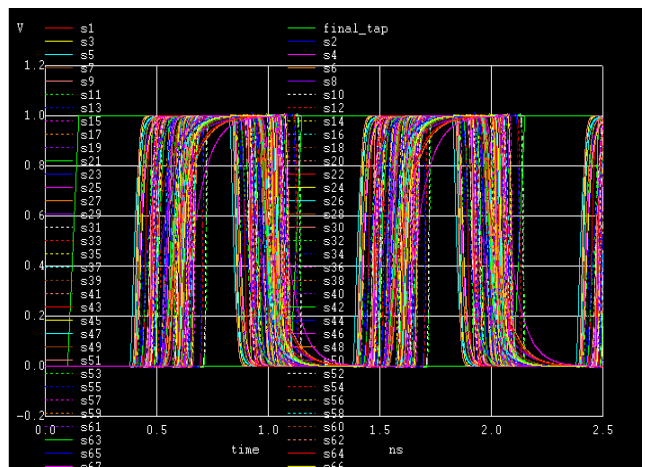 V s1 final_tap
s3 s2
s5 s4
1.2 s7 s6
s9 s8
s11 s10
s13 s12
1.0 s15 s14
s17 s16
s19 s18
0.8 s21 s20
s23 s22
s25 s24
s27 s26
0.6 s29 s28
s31 s30
s33 s32
s35 s34
0.4 s37 s36
s39 s38
s41 s40
s43 s42
0.2 s45 s44
s47 s46
s49 s48
0.0 s51 s50
s53 s52
s55 s54
s57 s56
-0.2 s59 s58
0.0 0.5 1.0 1.5 2.0 2.5
s61 s60
s63 time s62 ns
s65 s64
s67 s66